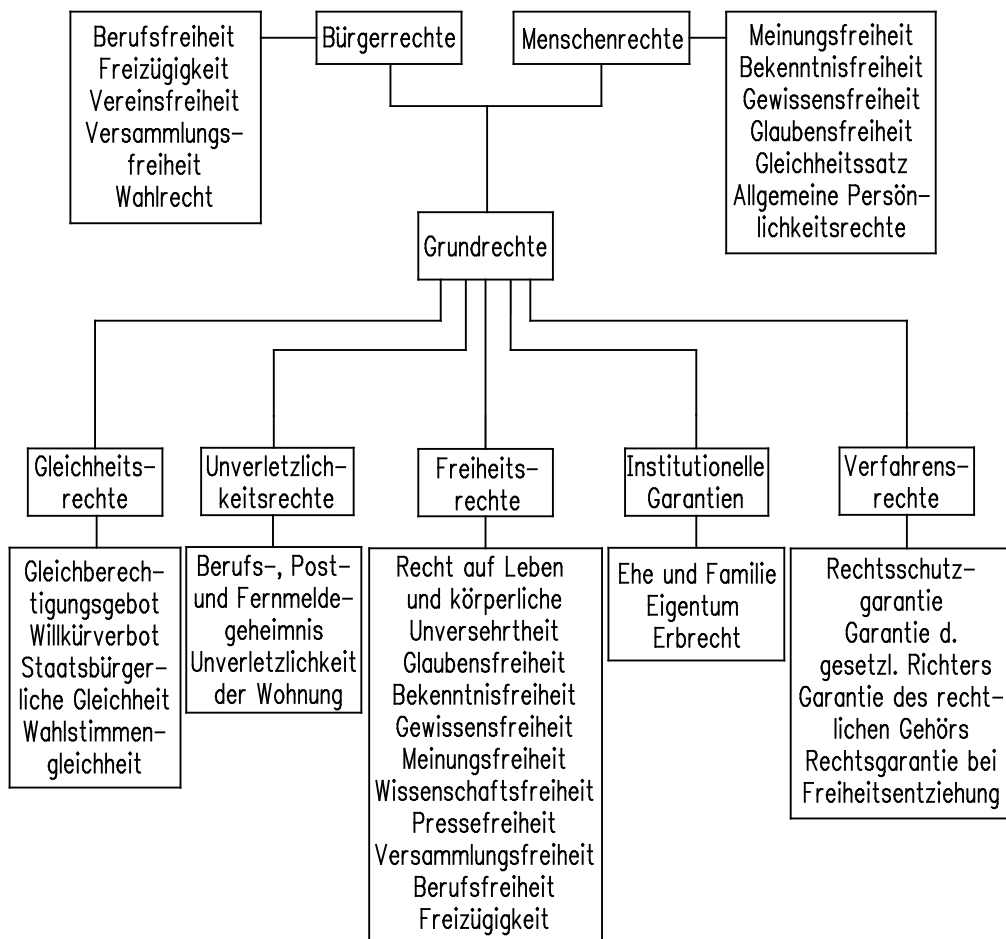 Berufsfreiheit
Freizügigkeit
Vereinsfreiheit
Versammlungs-
freiheit
Wahlrecht
Bürgerrechte
Menschenrechte
Meinungsfreiheit
Bekenntnisfreiheit
Gewissensfreiheit
Glaubensfreiheit
Gleichheitssatz
Allgemeine Persön-
lichkeitsrechte
Grundrechte
Gleichheits-
rechte
Unverletzlich-
keitsrechte
Freiheits-
rechte
Institutionelle
Garantien
Verfahrens-
rechte
Gleichberech-
tigungsgebot
Willkürverbot
Staatsbürger-
liche Gleichheit
Wahlstimmen-
gleichheit
Berufs-, Post-
und Fernmelde-
geheimnis
Unverletzlichkeit
der Wohnung
Recht auf Leben
und körperliche
Unversehrtheit
Glaubensfreiheit
Bekenntnisfreiheit
Gewissensfreiheit
Meinungsfreiheit
Wissenschaftsfreiheit
Pressefreiheit
Versammlungsfreiheit
Berufsfreiheit
Freizügigkeit
Ehe und Familie
Eigentum
Erbrecht
Rechtsschutz-
garantie
Garantie d.
gesetzl. Richters
Garantie des recht-
lichen Gehörs
Rechtsgarantie bei
Freiheitsentziehung